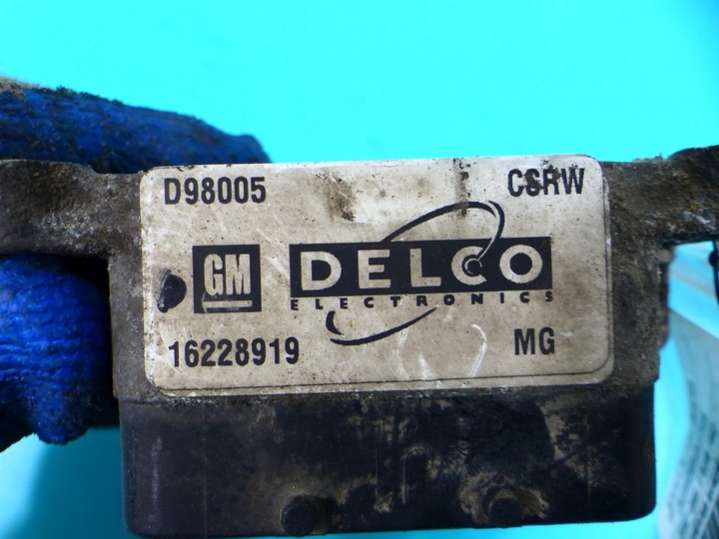 D98005 CSRW
GM DELCO
ELECTRONICS
16228919 MG